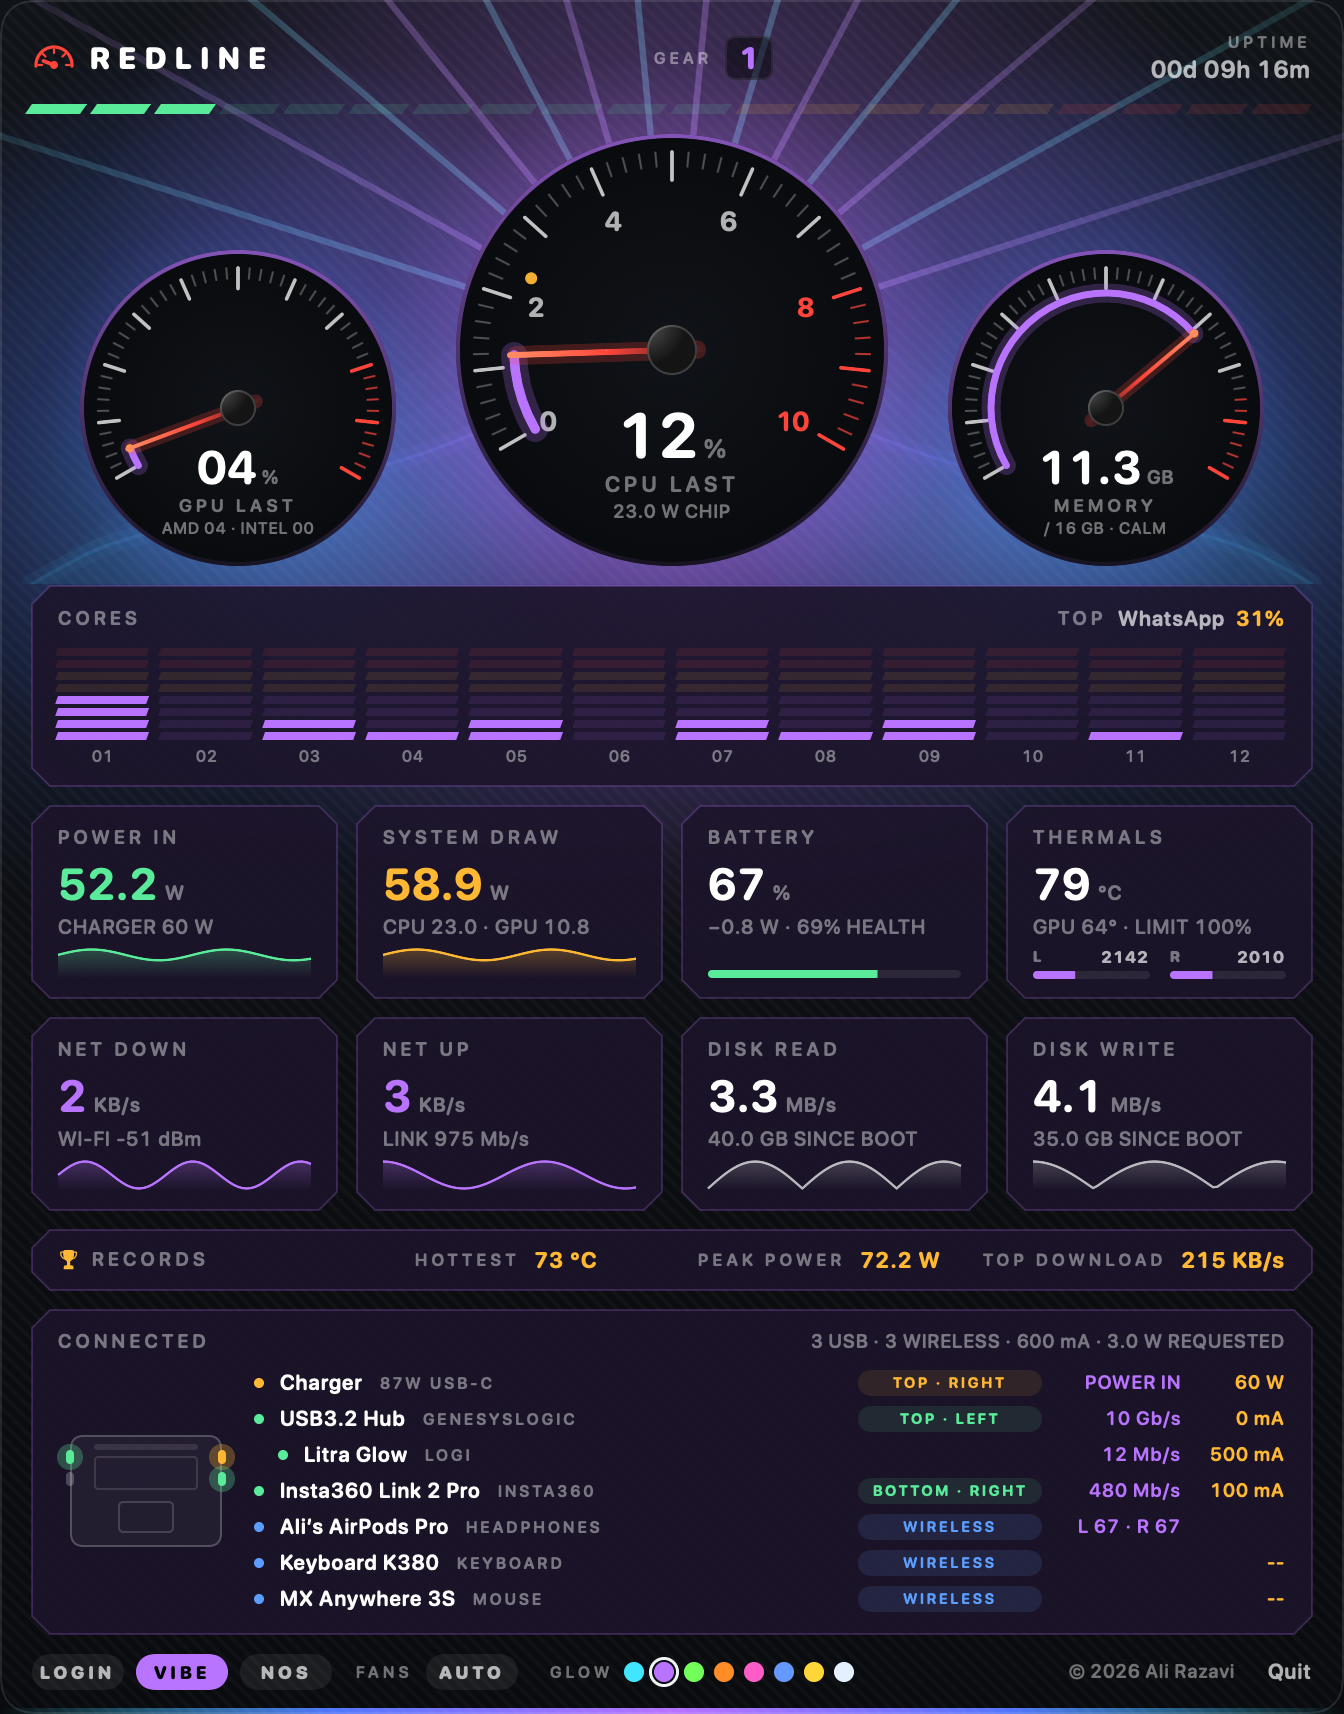 REDLINE
GEAR 1
UPTIME
00d 09h 16m
4 6
2 8
0 10
12 %
CPU LAST
23.0 W CHIP
04 %
GPU LAST
AMD 04 · INTEL 00
11.3 GB
MEMORY
/ 16 GB · CALM
CORES TOP WhatsApp 31%
01 02 03 04 05 06 07 08 09 10 11 12
POWER IN
52.2 W
CHARGER 60 W
SYSTEM DRAW
58.9 W
CPU 23.0 · GPU 10.8
BATTERY
67 %
−0.8 W · 69% HEALTH
THERMALS
79 °C
GPU 64° · LIMIT 100%
L 2142 R 2010
NET DOWN
2 KB/s
WI-FI -51 dBm
NET UP
3 KB/s
LINK 975 Mb/s
DISK READ
3.3 MB/s
40.0 GB SINCE BOOT
DISK WRITE
4.1 MB/s
35.0 GB SINCE BOOT
RECORDS HOTTEST 73 °C PEAK POWER 72.2 W TOP DOWNLOAD 215 KB/s
CONNECTED 3 USB · 3 WIRELESS · 600 mA · 3.0 W REQUESTED
Charger 87W USB-C TOP · RIGHT POWER IN 60 W
USB3.2 Hub GENESYSLOGIC TOP · LEFT 10 Gb/s 0 mA
Litra Glow LOGI 12 Mb/s 500 mA
Insta360 Link 2 Pro INSTA360 BOTTOM · RIGHT 480 Mb/s 100 mA
Ali's AirPods Pro HEADPHONES WIRELESS L 67 · R 67
Keyboard K380 KEYBOARD WIRELESS --
MX Anywhere 3S MOUSE WIRELESS --
LOGIN VIBE NOS FANS AUTO GLOW © 2026 Ali Razavi Quit